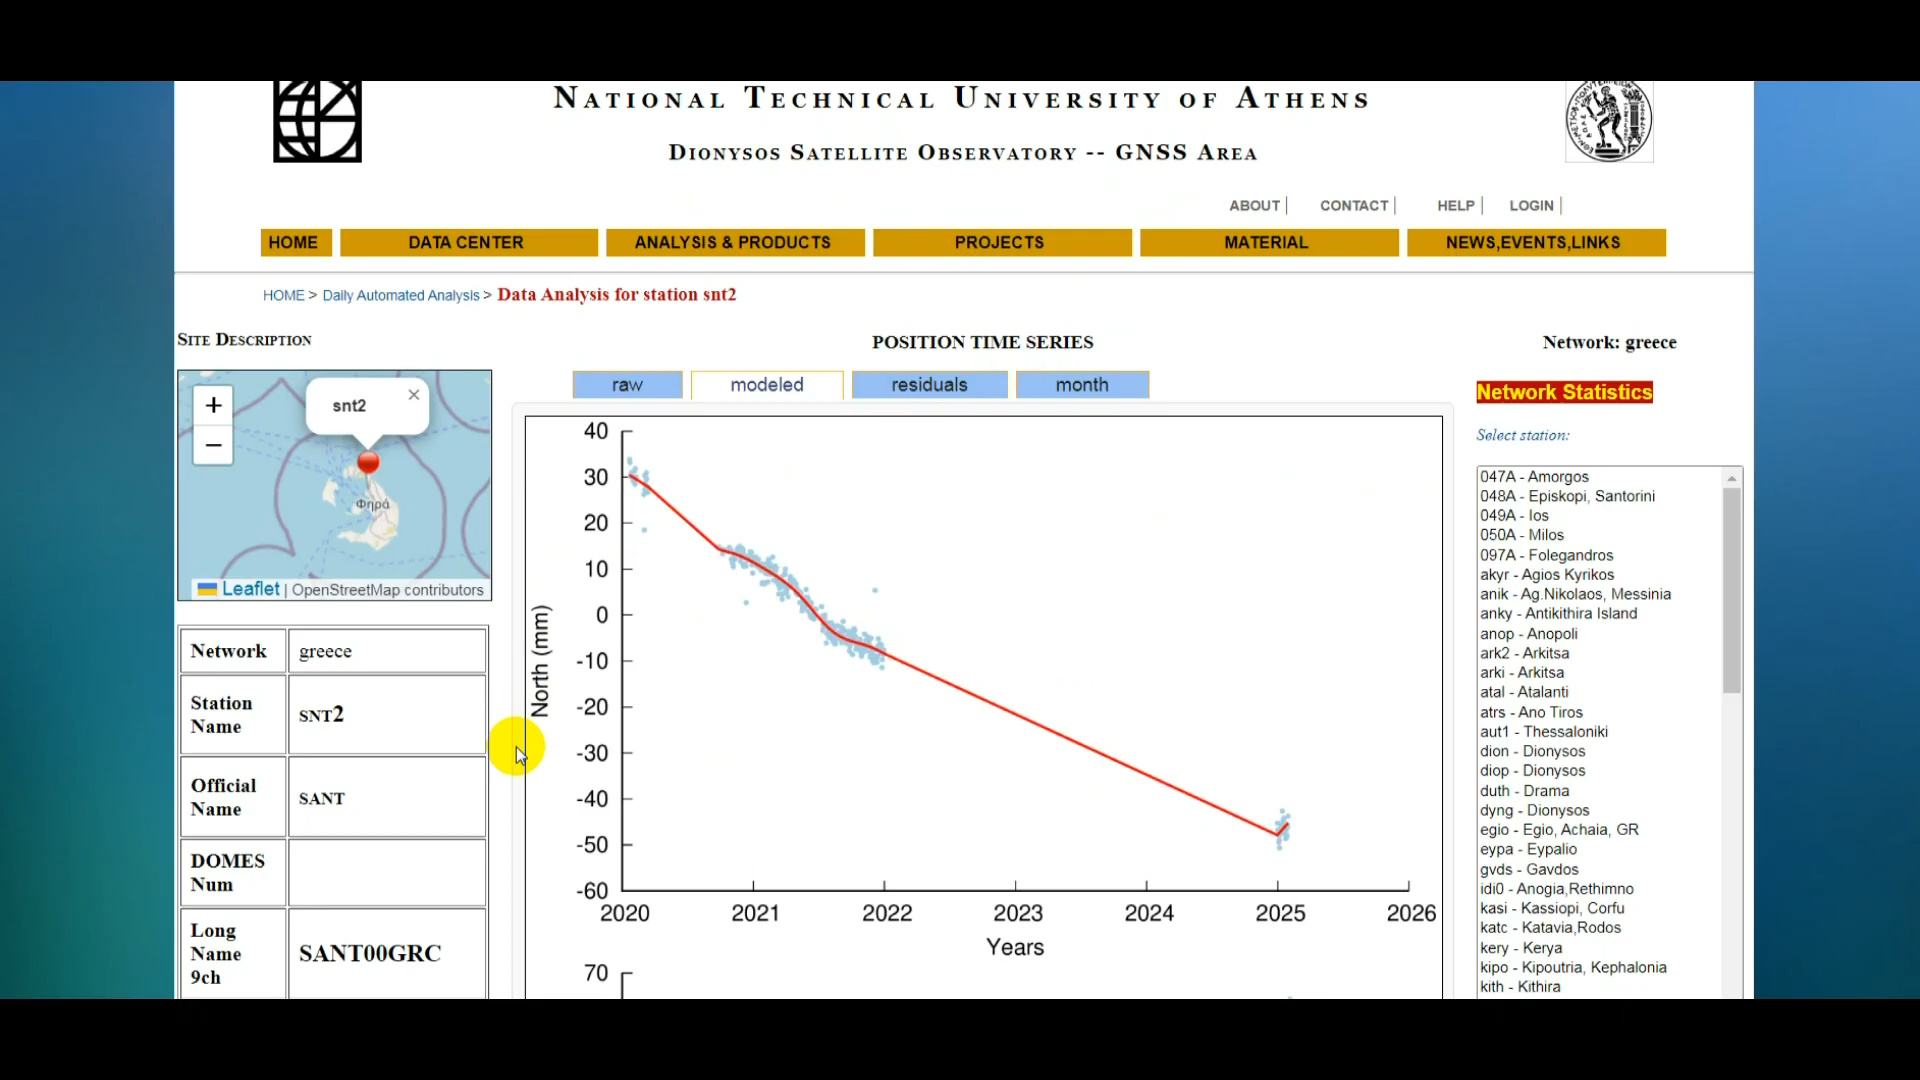 NATIONAL TECHNICAL UNIVERSITY OF ATHENS
DIONYSOS SATELLITE OBSERVATORY -- GNSS AREA
ABOUT
CONTACT
HELP
LOGIN
HOME
DATA CENTER
ANALYSIS & PRODUCTS
PROJECTS
MATERIAL
NEWS,EVENTS,LINKS
HOME > Daily Automated Analysis > Data Analysis for station snt2
SITE DESCRIPTION
+
−
snt2
×
Φηρά
Leaflet | OpenStreetMap contributors
Network greece
Station Name SNT2
Official Name SANT
DOMES Num
Long Name 9ch SANT00GRC
POSITION TIME SERIES
raw
modeled
residuals
month
North (mm)
40
30
20
10
0
-10
-20
-30
-40
-50
-60
2020 2021 2022 2023 2024 2025 2026
Years
70
Network: greece
Network Statistics
Select station:
047A - Amorgos
048A - Episkopi, Santorini
049A - Ios
050A - Milos
097A - Folegandros
akyr - Agios Kyrikos
anik - Ag.Nikolaos, Messinia
anky - Antikithira Island
anop - Anopoli
ark2 - Arkitsa
arki - Arkitsa
atal - Atalanti
atrs - Ano Tiros
aut1 - Thessaloniki
dion - Dionysos
diop - Dionysos
duth - Drama
dyng - Dionysos
egio - Egio, Achaia, GR
eypa - Eypalio
gvds - Gavdos
idi0 - Anogia,Rethimno
kasi - Kassiopi, Corfu
katc - Katavia,Rodos
kery - Kerya
kipo - Kipoutria, Kephalonia
kith - Kithira